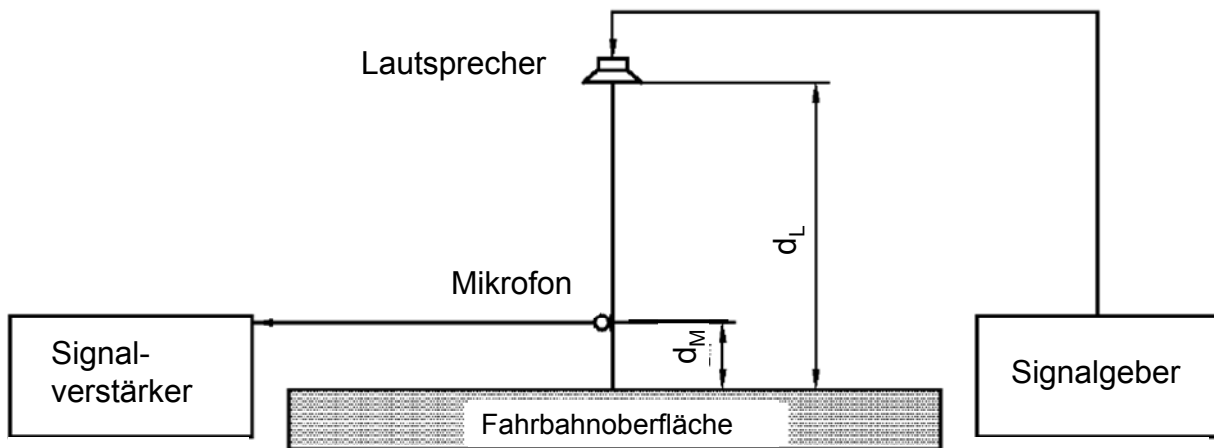 Lautsprecher
d_L
Mikrofon
d_M
Signal-
verstärker
Signalgeber
Fahrbahnoberfläche